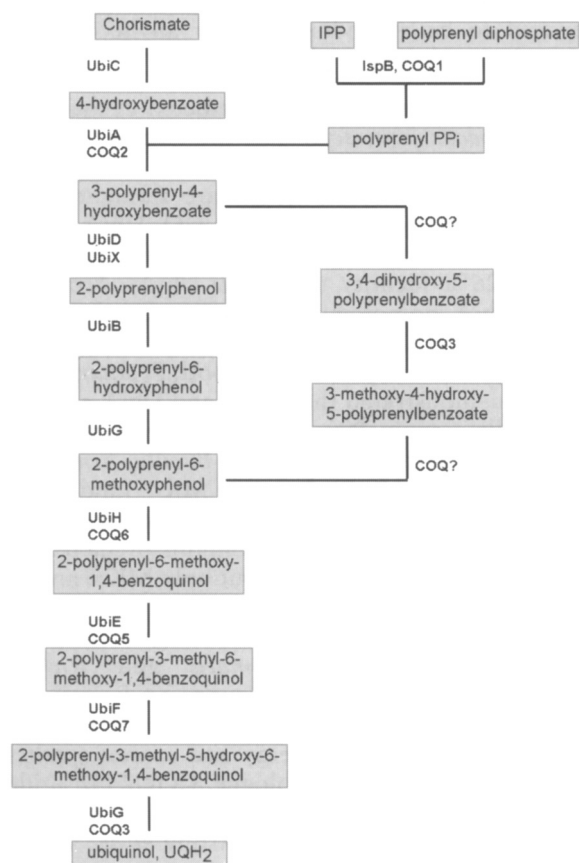 Chorismate
IPP
polyprenyl diphosphate
UbiC
IspB, COQ1
4-hydroxybenzoate
UbiA
COQ2
polyprenyl PPi
3-polyprenyl-4-
hydroxybenzoate
UbiD
UbiX
COQ?
2-polyprenylphenol
3,4-dihydroxy-5-
polyprenylbenzoate
UbiB
COQ3
2-polyprenyl-6-
hydroxyphenol
3-methoxy-4-hydroxy-
5-polyprenylbenzoate
UbiG
COQ?
2-polyprenyl-6-
methoxyphenol
UbiH
COQ6
2-polyprenyl-6-methoxy-
1,4-benzoquinol
UbiE
COQ5
2-polyprenyl-3-methyl-6-
methoxy-1,4-benzoquinol
UbiF
COQ7
2-polyprenyl-3-methyl-5-hydroxy-6-
methoxy-1,4-benzoquinol
UbiG
COQ3
ubiquinol, UQH2